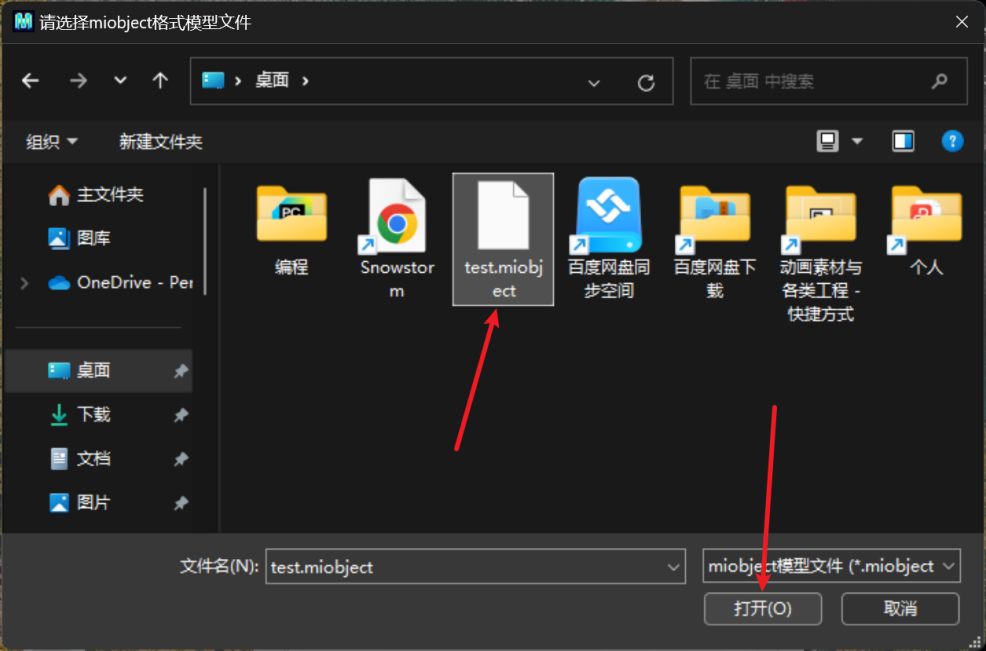 请选择miobject格式模型文件
桌面
在 桌面 中搜索
组织
新建文件夹
主文件夹
图库
OneDrive - Per
桌面
下载
文档
图片
PC
编程
Snowstor
m
test.miobj
ect
百度网盘同
步空间
百度网盘下
载
动画素材与
各类工程 -
快捷方式
个人
文件名(N):
test.miobject
miobject模型文件 (*.miobject
打开(O)
取消